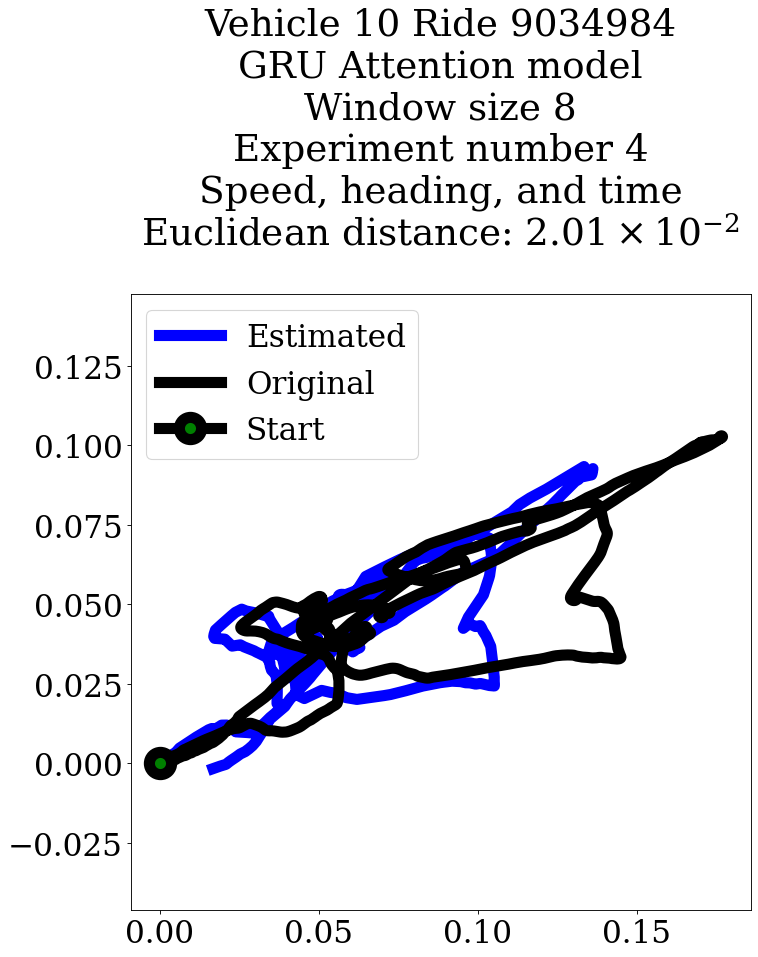 Vehicle 10 Ride 9034984
GRU Attention model
Window size 8
Experiment number 4
Speed, heading, and time
Euclidean distance: 2.01 × 10⁻²
Estimated
Original
Start
0.125
0.100
0.075
0.050
0.025
0.000
−0.025
0.00 0.05 0.10 0.15